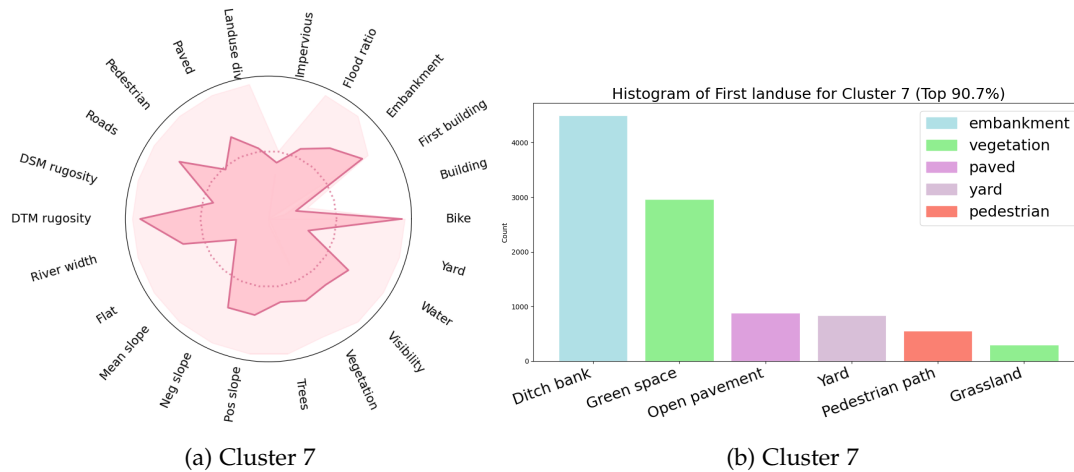 Landuse div
Impervious
Paved
Flood ratio
Pedestrian
Embankment
Roads
First building
DSM rugosity
Building
DTM rugosity
Bike
River width
Yard
Flat
Water
Mean slope
Visibility
Neg slope
Vegetation
Pos slope
Trees
(a) Cluster 7
Histogram of First landuse for Cluster 7 (Top 90.7%)
embankment
vegetation
paved
yard
pedestrian
Count
4000
3000
2000
1000
0
Ditch bank
Green space
Open pavement
Yard
Pedestrian path
Grassland
(b) Cluster 7